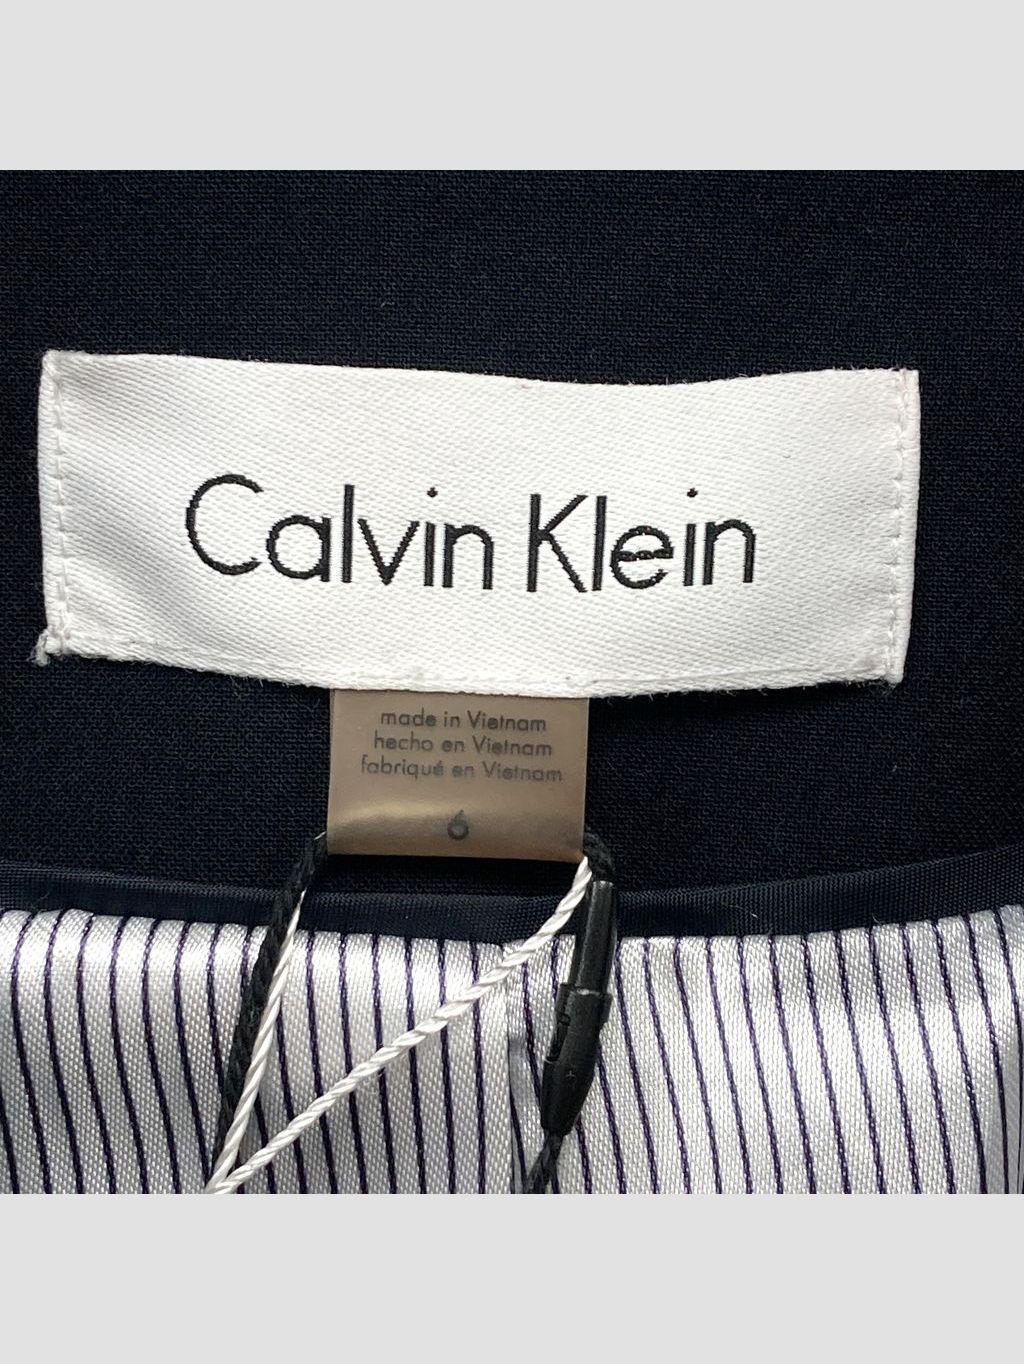 Calvin Klein
made in Vietnam
hecho en Vietnam
fabriqué en Vietnam
6